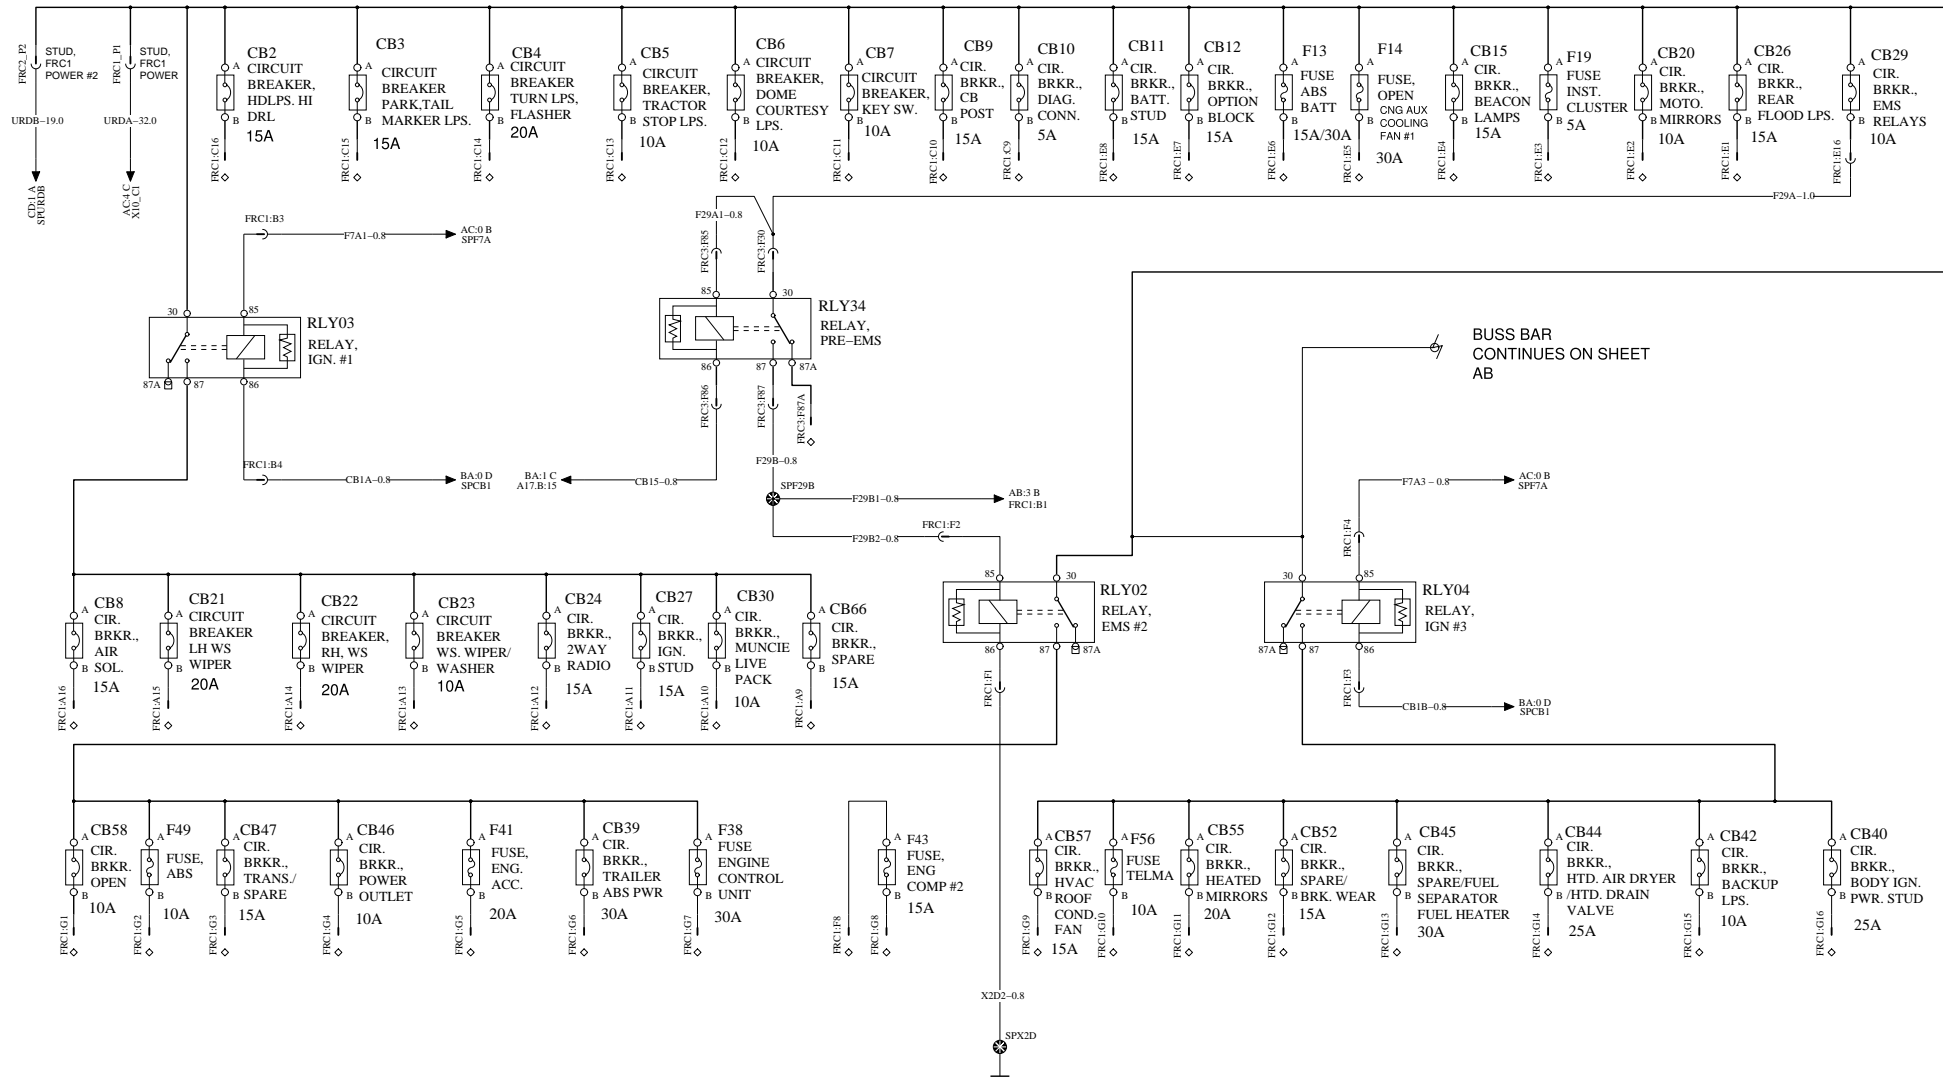 FRC2_P2
STUD,
FRC1
POWER #2
URDB–19.0
CD:1 A
SPURDB
FRC1_P1
STUD,
FRC1
POWER
URDA–32.0
AC:4 C
X10_C1
A
B
CB2
CIRCUIT
BREAKER,
HDLPS. HI
DRL
15A
FRC1:C16
A
B
CB3
CIRCUIT
BREAKER
PARK,TAIL
MARKER LPS.
15A
FRC1:C15
A
B
CB4
CIRCUIT
BREAKER
TURN LPS,
FLASHER
20A
FRC1:C14
A
B
CB5
CIRCUIT
BREAKER,
TRACTOR
STOP LPS.
10A
FRC1:C13
A
B
CB6
CIRCUIT
BREAKER,
DOME
COURTESY
LPS.
10A
FRC1:C12
A
B
CB7
CIRCUIT
BREAKER,
KEY SW.
10A
FRC1:C11
A
B
CB9
CIR.
BRKR.,
CB
POST
15A
FRC1:C10
A
B
CB10
CIR.
BRKR.,
DIAG.
CONN.
5A
FRC1:C9
A
B
CB11
CIR.
BRKR.,
BATT.
STUD
15A
FRC1:E8
A
B
CB12
CIR.
BRKR.,
OPTION
BLOCK
15A
FRC1:E7
A
B
F13
FUSE
ABS
BATT
15A/30A
FRC1:E6
A
B
F14
FUSE,
OPEN
CNG AUX
COOLING
FAN #1
30A
FRC1:E5
A
B
CB15
CIR.
BRKR.,
BEACON
LAMPS
15A
FRC1:E4
A
B
F19
FUSE
INST.
CLUSTER
5A
FRC1:E3
A
B
CB20
CIR.
BRKR.,
MOTO.
MIRRORS
10A
FRC1:E2
A
B
CB26
CIR.
BRKR.,
REAR
FLOOD LPS.
15A
FRC1:E1
A
B
CB29
CIR.
BRKR.,
EMS
RELAYS
10A
FRC1:E16
F29A–1.0
FRC1:B3
F7A1–0.8
AC:0 B
SPF7A
30
85
RLY03
RELAY,
IGN. #1
87A
87
86
FRC1:B4
CB1A–0.8
BA:0 D
SPCB1
F29A1–0.8
FRC3:F85
FRC3:F30
85
30
RLY34
RELAY,
PRE–EMS
86
87
87A
FRC3:F86
FRC3:F87
FRC3:F87A
BA:1 C
A17.B:15
CB15–0.8
F29B–0.8
SPF29B
F29B1–0.8
AB:3 B
FRC1:B1
F29B2–0.8
FRC1:F2
BUSS BAR
CONTINUES ON SHEET
AB
85
30
RLY02
RELAY,
EMS #2
86
87
87A
FRC1:F1
F7A3 – 0.8
AC:0 B
SPF7A
FRC1:F4
30
85
RLY04
RELAY,
IGN #3
87A
87
86
FRC1:F3
CB1B–0.8
BA:0 D
SPCB1
A
B
CB8
CIR.
BRKR.,
AIR
SOL.
15A
FRC1:A16
A
B
CB21
CIRCUIT
BREAKER
LH WS
WIPER
20A
FRC1:A15
A
B
CB22
CIRCUIT
BREAKER,
RH, WS
WIPER
20A
FRC1:A14
A
B
CB23
CIRCUIT
BREAKER
WS. WIPER/
WASHER
10A
FRC1:A13
A
B
CB24
CIR.
BRKR.,
2WAY
RADIO
15A
FRC1:A12
A
B
CB27
CIR.
BRKR.,
IGN.
STUD
15A
FRC1:A11
A
B
CB30
CIR.
BRKR.,
MUNCIE
LIVE
PACK
10A
FRC1:A10
A
B
CB66
CIR.
BRKR.,
SPARE
15A
FRC1:A9
A
B
CB58
CIR.
BRKR.
OPEN
10A
FRC1:G1
A
B
F49
FUSE,
ABS
10A
FRC1:G2
A
B
CB47
CIR.
BRKR.,
TRANS./
SPARE
15A
FRC1:G3
A
B
CB46
CIR.
BRKR.,
POWER
OUTLET
10A
FRC1:G4
A
B
F41
FUSE,
ENG.
ACC.
20A
FRC1:G5
A
B
CB39
CIR.
BRKR.,
TRAILER
ABS PWR
30A
FRC1:G6
A
B
F38
FUSE
ENGINE
CONTROL
UNIT
30A
FRC1:G7
FRC1:F8
A
B
F43
FUSE,
ENG
COMP #2
15A
FRC1:G8
A
B
CB57
CIR.
BRKR.,
HVAC
ROOF
COND.
FAN
15A
FRC1:G9
A
B
F56
FUSE
TELMA
10A
FRC1:G10
A
B
CB55
CIR.
BRKR.,
HEATED
MIRRORS
20A
FRC1:G11
A
B
CB52
CIR.
BRKR.,
SPARE/
BRK. WEAR
15A
FRC1:G12
A
B
CB45
CIR.
BRKR.,
SPARE/FUEL
SEPARATOR
FUEL HEATER
30A
FRC1:G13
A
B
CB44
CIR.
BRKR.,
HTD. AIR DRYER
/HTD. DRAIN
VALVE
25A
FRC1:G14
A
B
CB42
CIR.
BRKR.,
BACKUP
LPS.
10A
FRC1:G15
A
B
CB40
CIR.
BRKR.,
BODY IGN.
PWR. STUD
25A
FRC1:G16
X2D2–0.8
SPX2D